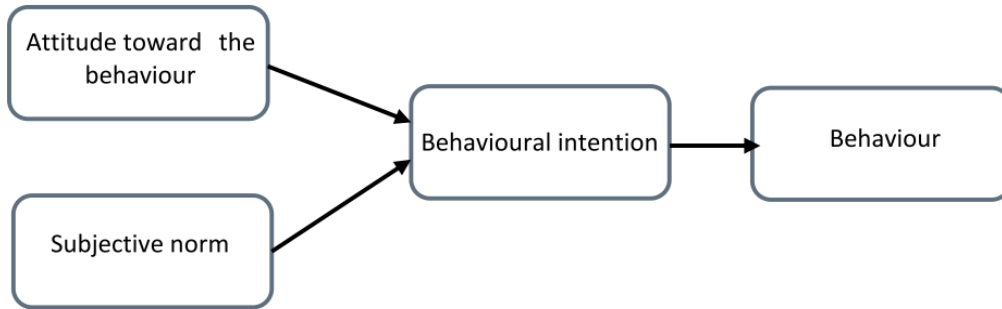 Attitude toward the
behaviour
Subjective norm
Behavioural intention
Behaviour